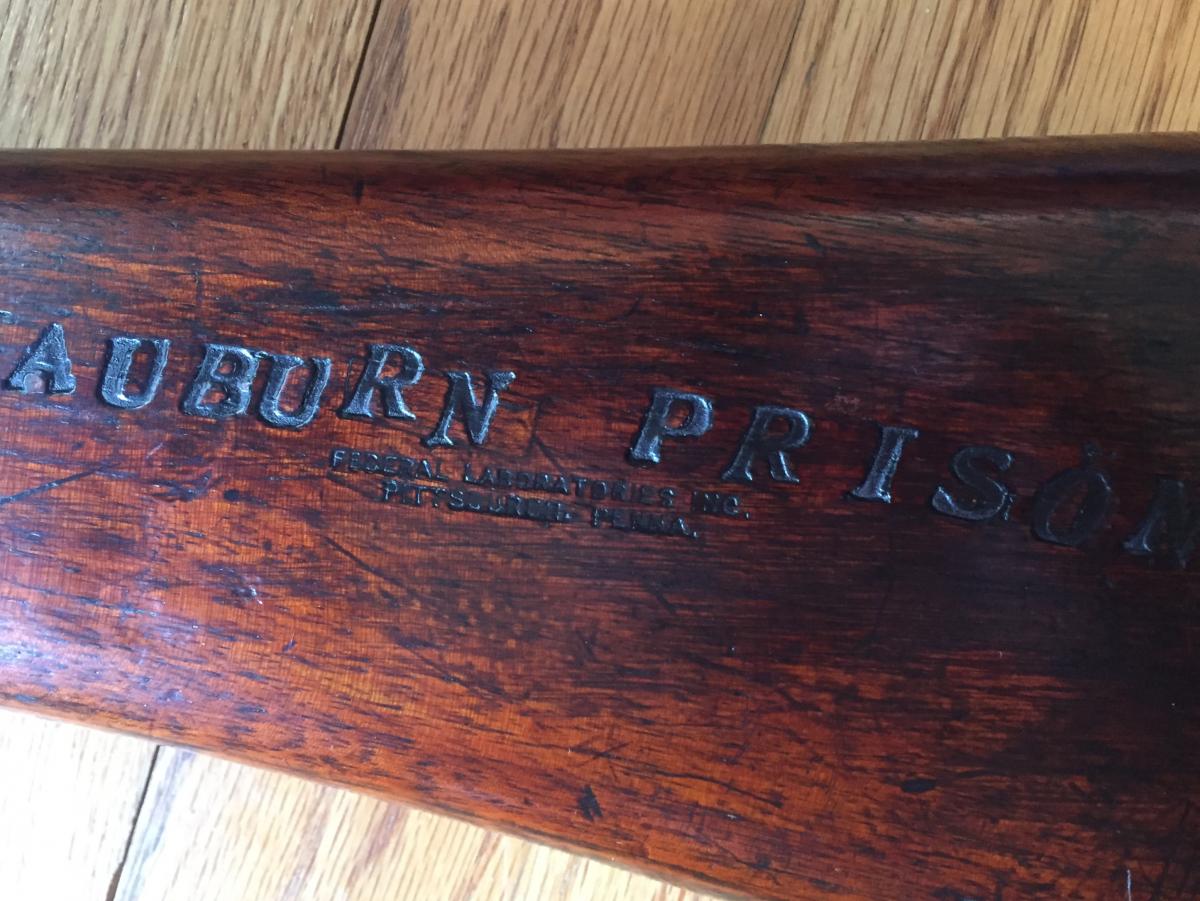 AUBURN PRISON
FEDERAL LABORATORIES INC.
PITTSBURGH, PENNA.